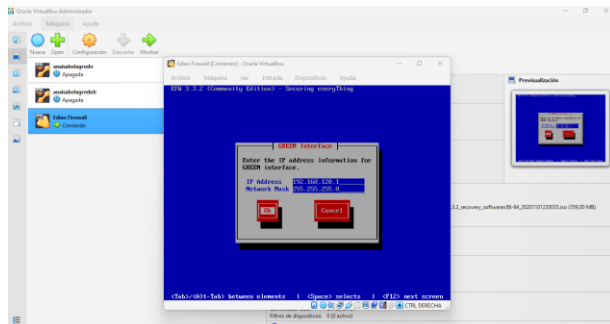 Oracle VirtualBox Administrador
Archivo Máquina Ayuda
Nueva Open Configuración Descartar Mostrar
anaisabelagredo
Apagada
anaisabelagredoh
Apagada
Edian Firewall
Corriendo
Edian Firewall [Corriendo] - Oracle VirtualBox
Archivo Máquina Ver Entrada Dispositivos Ayuda
EFW 3.3.2 (Community Edition) - Securing everyThing
GREEN Interface
Enter the IP address information for
GREEN interface.
IP Address 192.168.120.1
Network Mask 255.255.255.0
Ok Cancel
<Tab>/<Alt-Tab> between elements | <Space> selects | <F12> next screen
CTRL DERECHA
Previsualización
Filtros de dispositivos: 0 (0 activo)